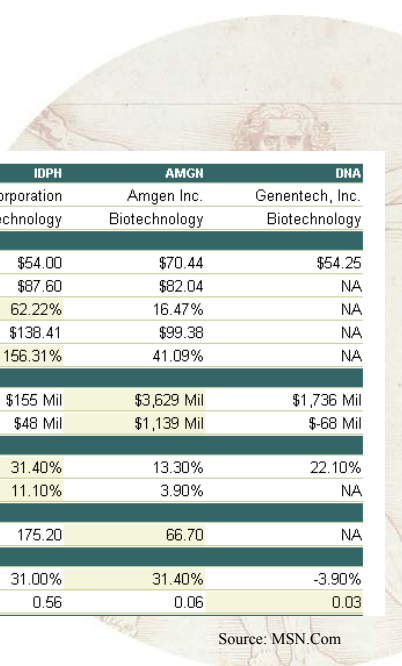 IDPH AMGN DNA
orporation Amgen Inc. Genentech, Inc.
echnology Biotechnology Biotechnology
$54.00 $70.44 $54.25
$87.60 $82.04 NA
62.22% 16.47% NA
$138.41 $99.38 NA
156.31% 41.09% NA
$155 Mil $3,629 Mil $1,736 Mil
$48 Mil $1,139 Mil $-68 Mil
31.40% 13.30% 22.10%
11.10% 3.90% NA
175.20 66.70 NA
31.00% 31.40% -3.90%
0.56 0.06 0.03
Source: MSN.Com